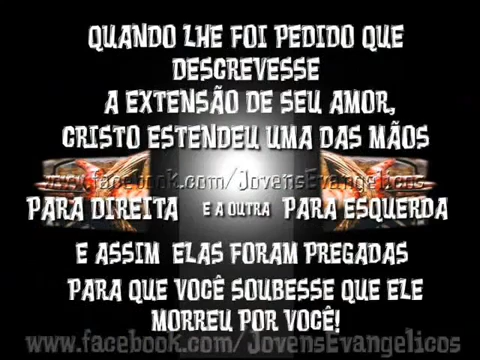 QUANDO LHE FOI PEDIDO QUE
DESCREVESSE
A EXTENSÃO DE SEU AMOR,
CRISTO ESTENDEU UMA DAS MÃOS
www.facebook.com/JovensEvangelicos
PARA DIREITA E A OUTRA PARA ESQUERDA
E ASSIM ELAS FORAM PREGADAS
PARA QUE VOCÊ SOUBESSE QUE ELE
MORREU POR VOCÊ!
www.facebook.com/JovensEvangelicos